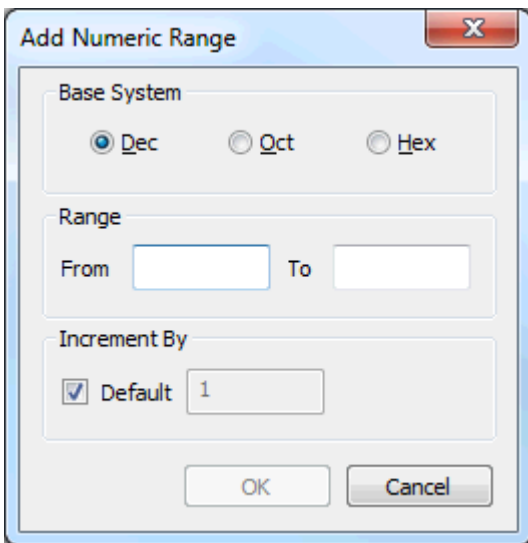 Add Numeric Range
Base System
Dec Oct Hex
Range
From To
Increment By
Default 1
OK Cancel